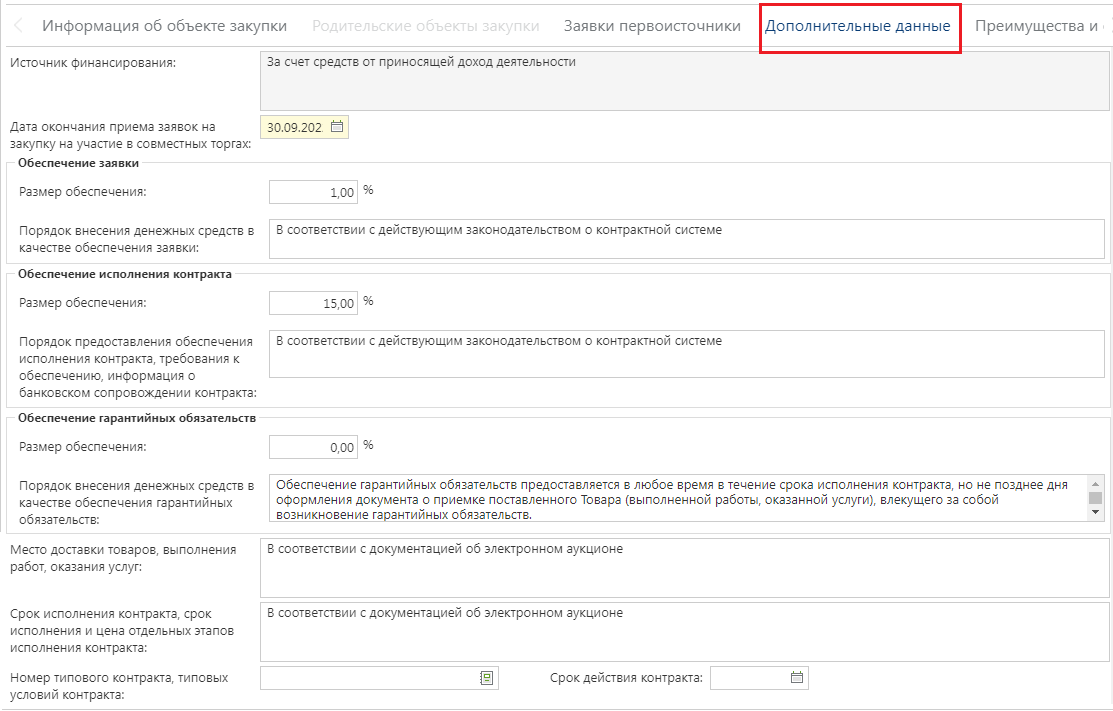 Информация об объекте закупки Родительские объекты закупки Заявки первоисточники Дополнительные данные Преимущества и
Источник финансирования: За счет средств от приносящей доход деятельности
Дата окончания приема заявок на
закупку на участие в совместных торгах: 30.09.202
Обеспечение заявки
Размер обеспечения: 1,00 %
Порядок внесения денежных средств в
качестве обеспечения заявки:
В соответствии с действующим законодательством о контрактной системе
Обеспечение исполнения контракта
Размер обеспечения: 15,00 %
Порядок предоставления обеспечения
исполнения контракта, требования к
обеспечению, информация о
банковском сопровождении контракта:
В соответствии с действующим законодательством о контрактной системе
Обеспечение гарантийных обязательств
Размер обеспечения: 0,00 %
Порядок внесения денежных средств в
качестве обеспечения гарантийных
обязательств:
Обеспечение гарантийных обязательств предоставляется в любое время в течение срока исполнения контракта, но не позднее дня
оформления документа о приемке поставленного Товара (выполненной работы, оказанной услуги), влекущего за собой
возникновение гарантийных обязательств.
Место доставки товаров, выполнения
работ, оказания услуг:
В соответствии с документацией об электронном аукционе
Срок исполнения контракта, срок
исполнения и цена отдельных этапов
исполнения контракта:
В соответствии с документацией об электронном аукционе
Номер типового контракта, типовых
условий контракта:
Срок действия контракта: